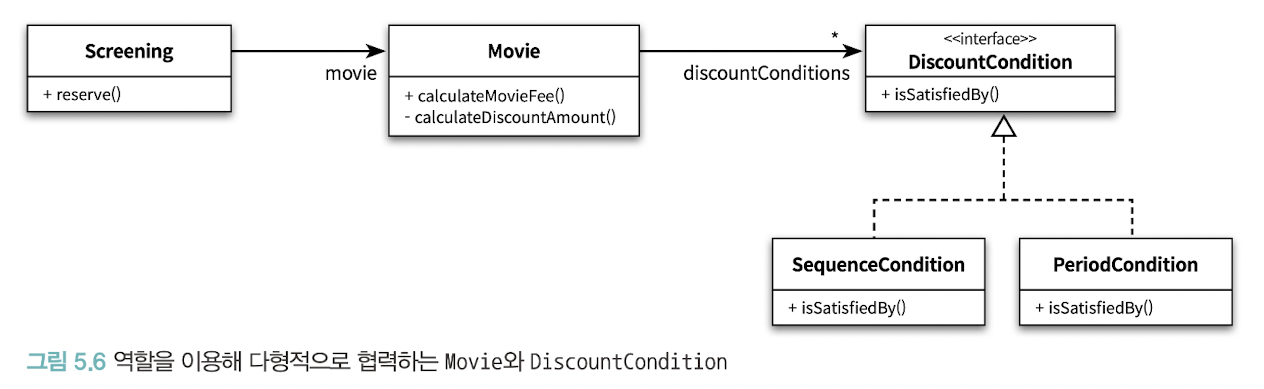 Screening
+ reserve()
movie
Movie
+ calculateMovieFee()
- calculateDiscountAmount()
*
discountConditions
<<interface>>
DiscountCondition
+ isSatisfiedBy()
SequenceCondition
+ isSatisfiedBy()
PeriodCondition
+ isSatisfiedBy()
그림 5.6 역할을 이용해 다형적으로 협력하는 Movie와 DiscountCondition